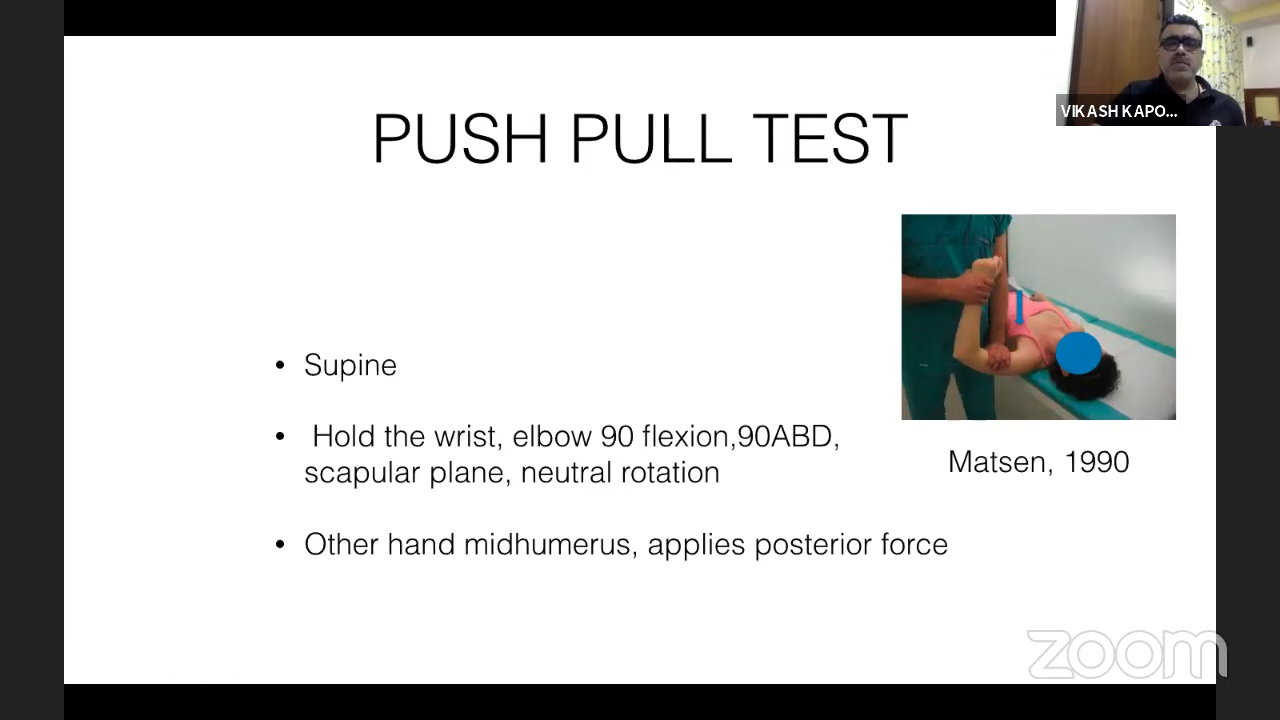 VIKASH KAPO...
PUSH PULL TEST
• Supine
• Hold the wrist, elbow 90 flexion,90ABD,
scapular plane, neutral rotation
• Other hand midhumerus, applies posterior force
Matsen, 1990
zoom